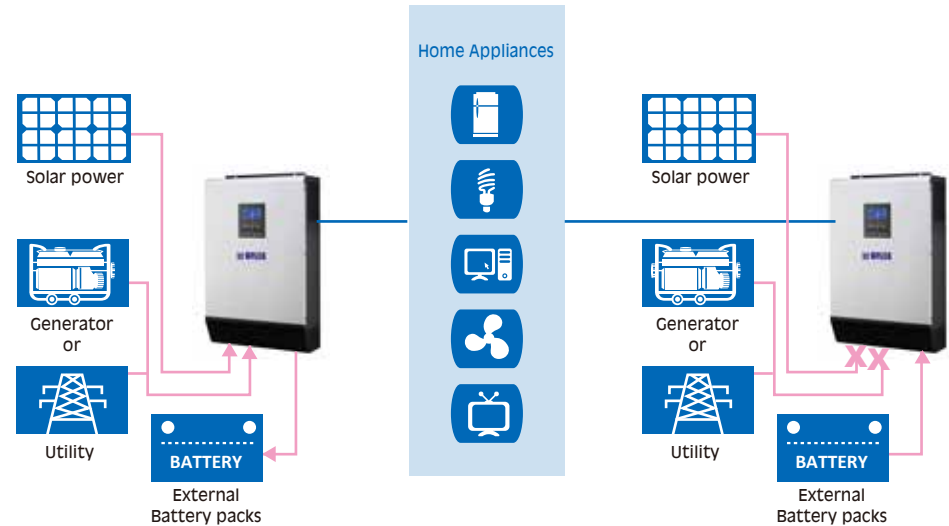 Home Appliances
Solar power
Generator
or
Utility
BATTERY
External
Battery packs
Solar power
Generator
or
Utility
BATTERY
External
Battery packs